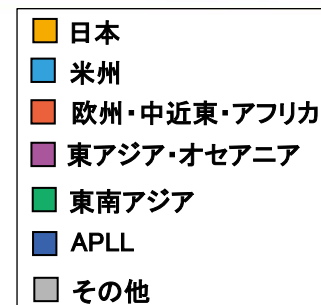 日本
米州
欧州・中近東・アフリカ
東アジア・オセアニア
東南アジア
APLL
その他